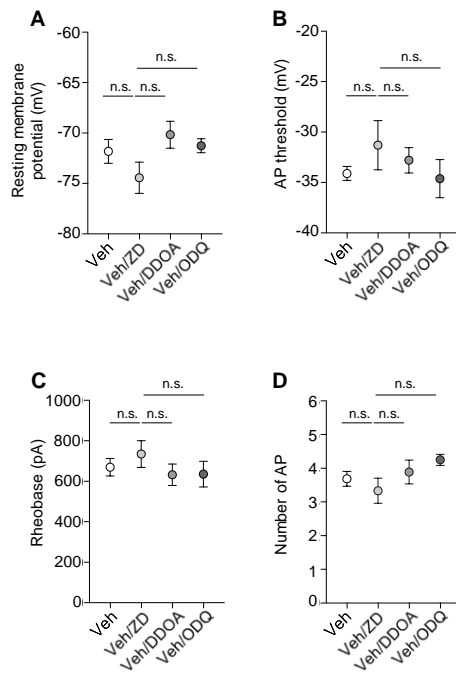 A
Resting membrane
potential (mV)
-60
-65
-70
-75
-80
n.s.
n.s. n.s.
Veh
Veh/ZD
Veh/DDOA
Veh/ODQ
B
AP threshold (mV)
-20
-25
-30
-35
-40
n.s.
n.s. n.s.
Veh
Veh/ZD
Veh/DDOA
Veh/ODQ
C
Rheobase (pA)
1000
800
600
400
200
0
n.s.
n.s. n.s.
Veh
Veh/ZD
Veh/DDOA
Veh/ODQ
D
Number of AP
6
5
4
3
2
1
0
n.s.
n.s. n.s.
Veh
Veh/ZD
Veh/DDOA
Veh/ODQ